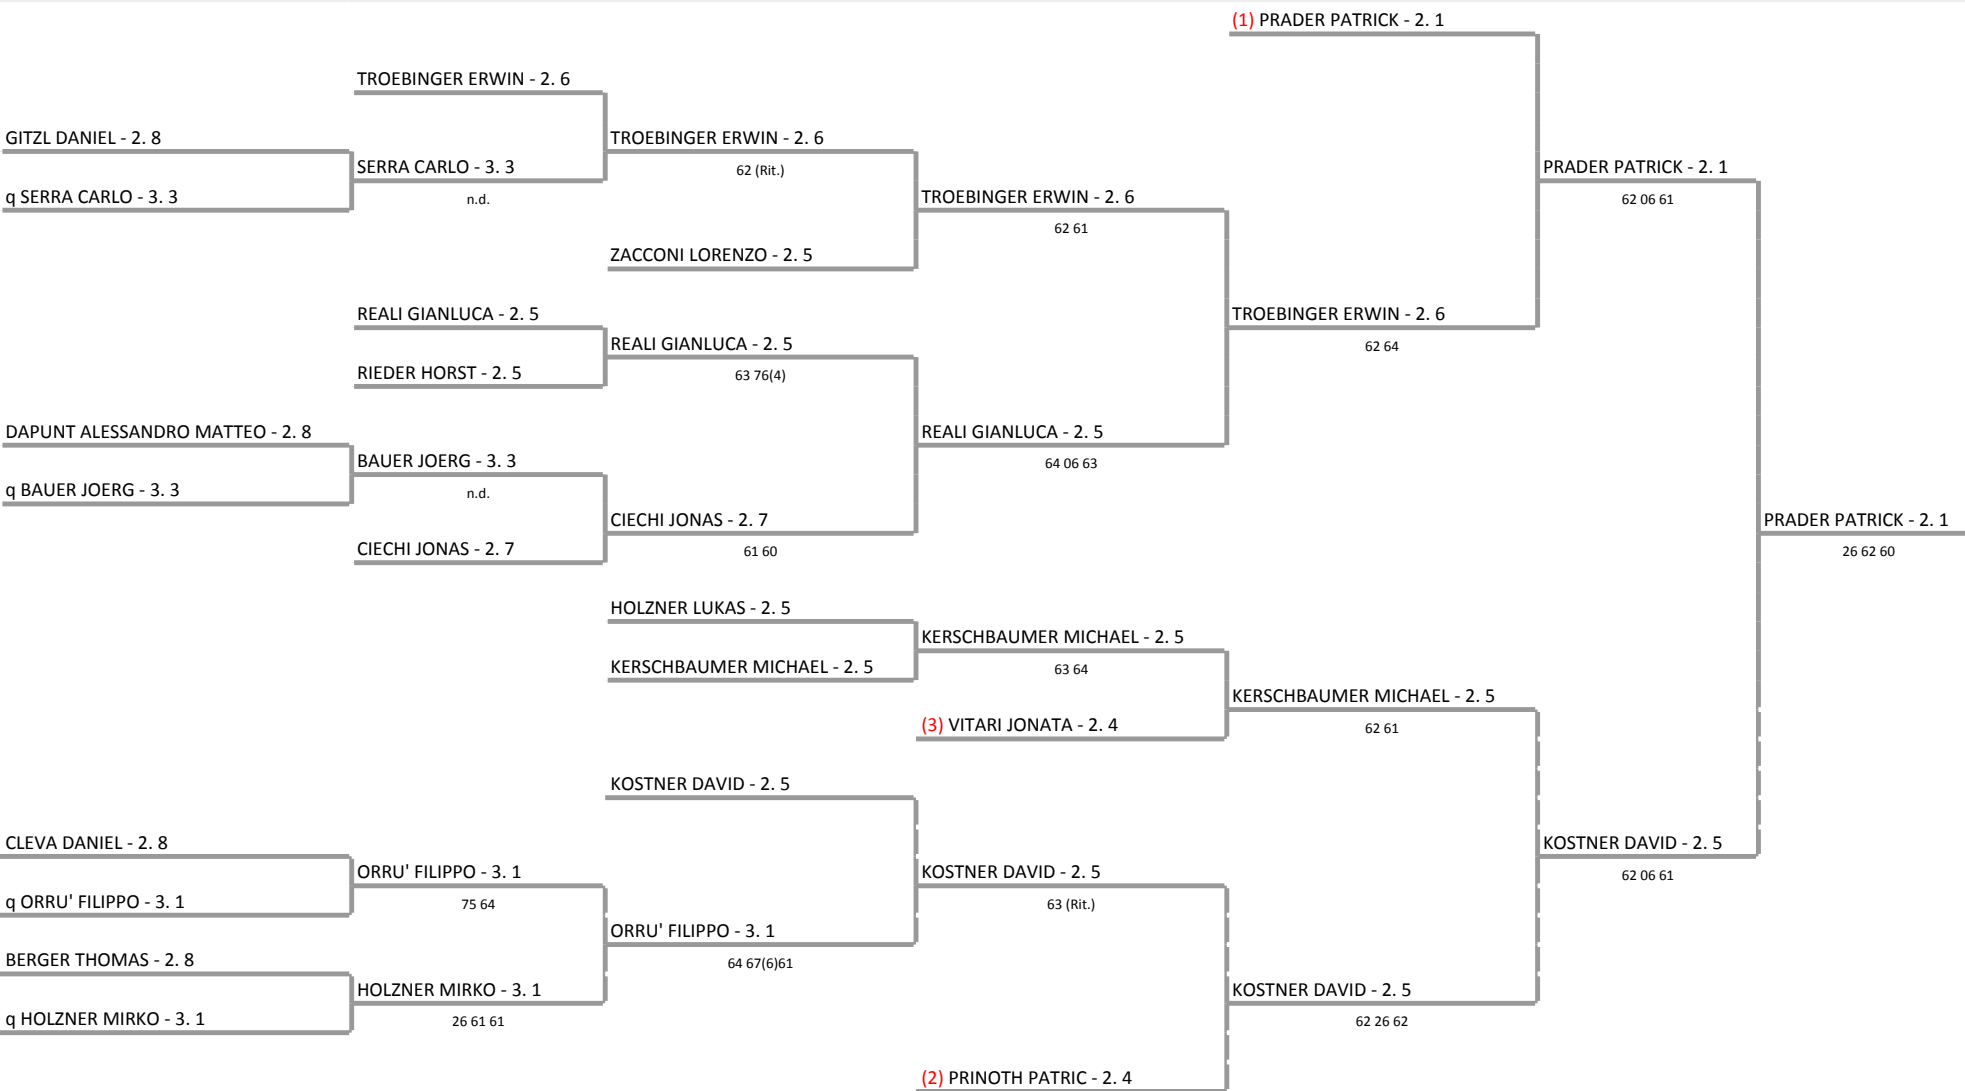 (1) PRADER PATRICK - 2. 1
TROEBINGER ERWIN - 2. 6
GITZL DANIEL - 2. 8
TROEBINGER ERWIN - 2. 6
SERRA CARLO - 3. 3
62 (Rit.)
PRADER PATRICK - 2. 1
q SERRA CARLO - 3. 3
n.d.
TROEBINGER ERWIN - 2. 6
62 06 61
62 61
ZACCONI LORENZO - 2. 5
REALI GIANLUCA - 2. 5
TROEBINGER ERWIN - 2. 6
REALI GIANLUCA - 2. 5
62 64
RIEDER HORST - 2. 5
63 76(4)
DAPUNT ALESSANDRO MATTEO - 2. 8
REALI GIANLUCA - 2. 5
BAUER JOERG - 3. 3
64 06 63
q BAUER JOERG - 3. 3
n.d.
CIECHI JONAS - 2. 7
PRADER PATRICK - 2. 1
CIECHI JONAS - 2. 7
61 60
26 62 60
HOLZNER LUKAS - 2. 5
KERSCHBAUMER MICHAEL - 2. 5
KERSCHBAUMER MICHAEL - 2. 5
63 64
KERSCHBAUMER MICHAEL - 2. 5
(3) VITARI JONATA - 2. 4
62 61
KOSTNER DAVID - 2. 5
CLEVA DANIEL - 2. 8
KOSTNER DAVID - 2. 5
ORRU' FILIPPO - 3. 1
KOSTNER DAVID - 2. 5
62 06 61
q ORRU' FILIPPO - 3. 1
75 64
63 (Rit.)
ORRU' FILIPPO - 3. 1
BERGER THOMAS - 2. 8
64 67(6)61
HOLZNER MIRKO - 3. 1
KOSTNER DAVID - 2. 5
q HOLZNER MIRKO - 3. 1
26 61 61
62 26 62
(2) PRINOTH PATRIC - 2. 4